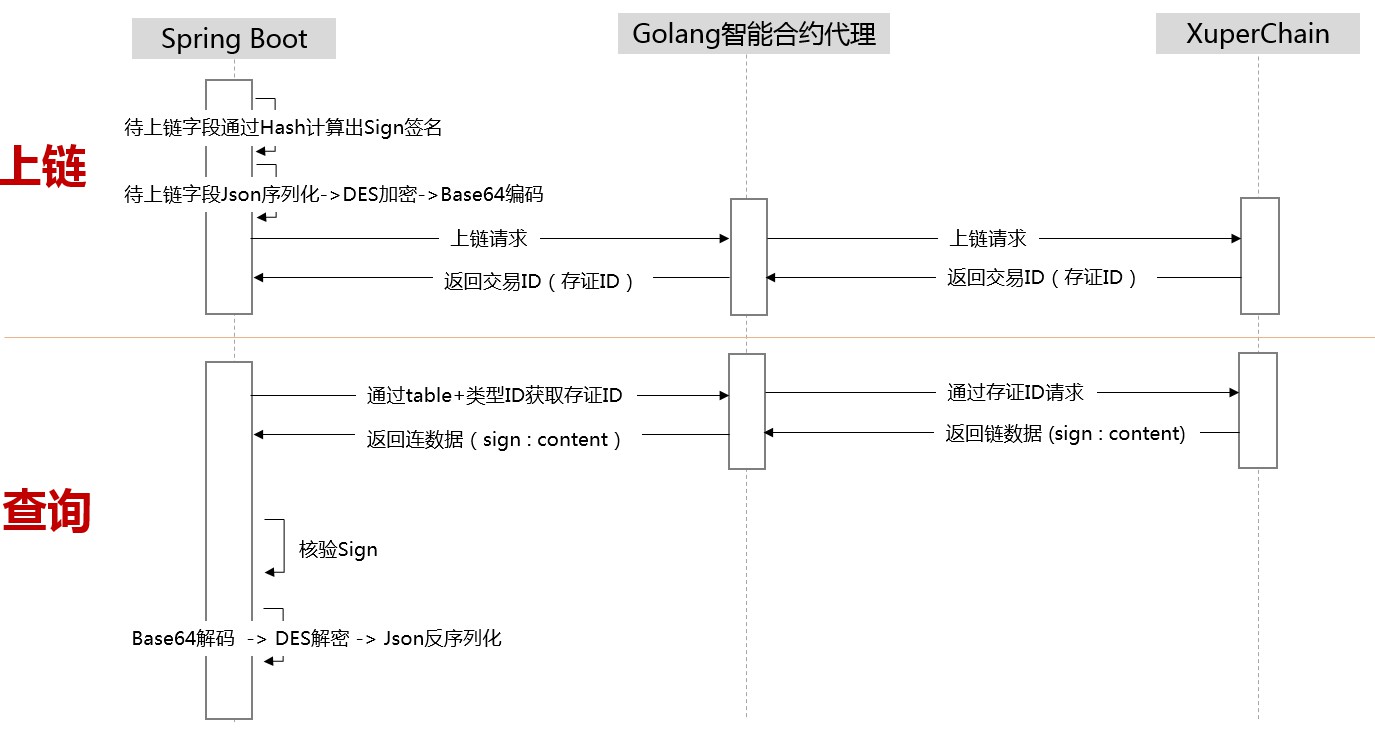 Spring Boot
Golang智能合约代理
XuperChain
上链
待上链字段通过Hash计算出Sign签名
待上链字段Json序列化->DES加密->Base64编码
上链请求
上链请求
返回交易ID（存证ID）
返回交易ID（存证ID）
查询
通过table+类型ID获取存证ID
通过存证ID请求
返回连数据（sign : content）
返回链数据 (sign : content)
核验Sign
Base64解码 -> DES解密 -> Json反序列化